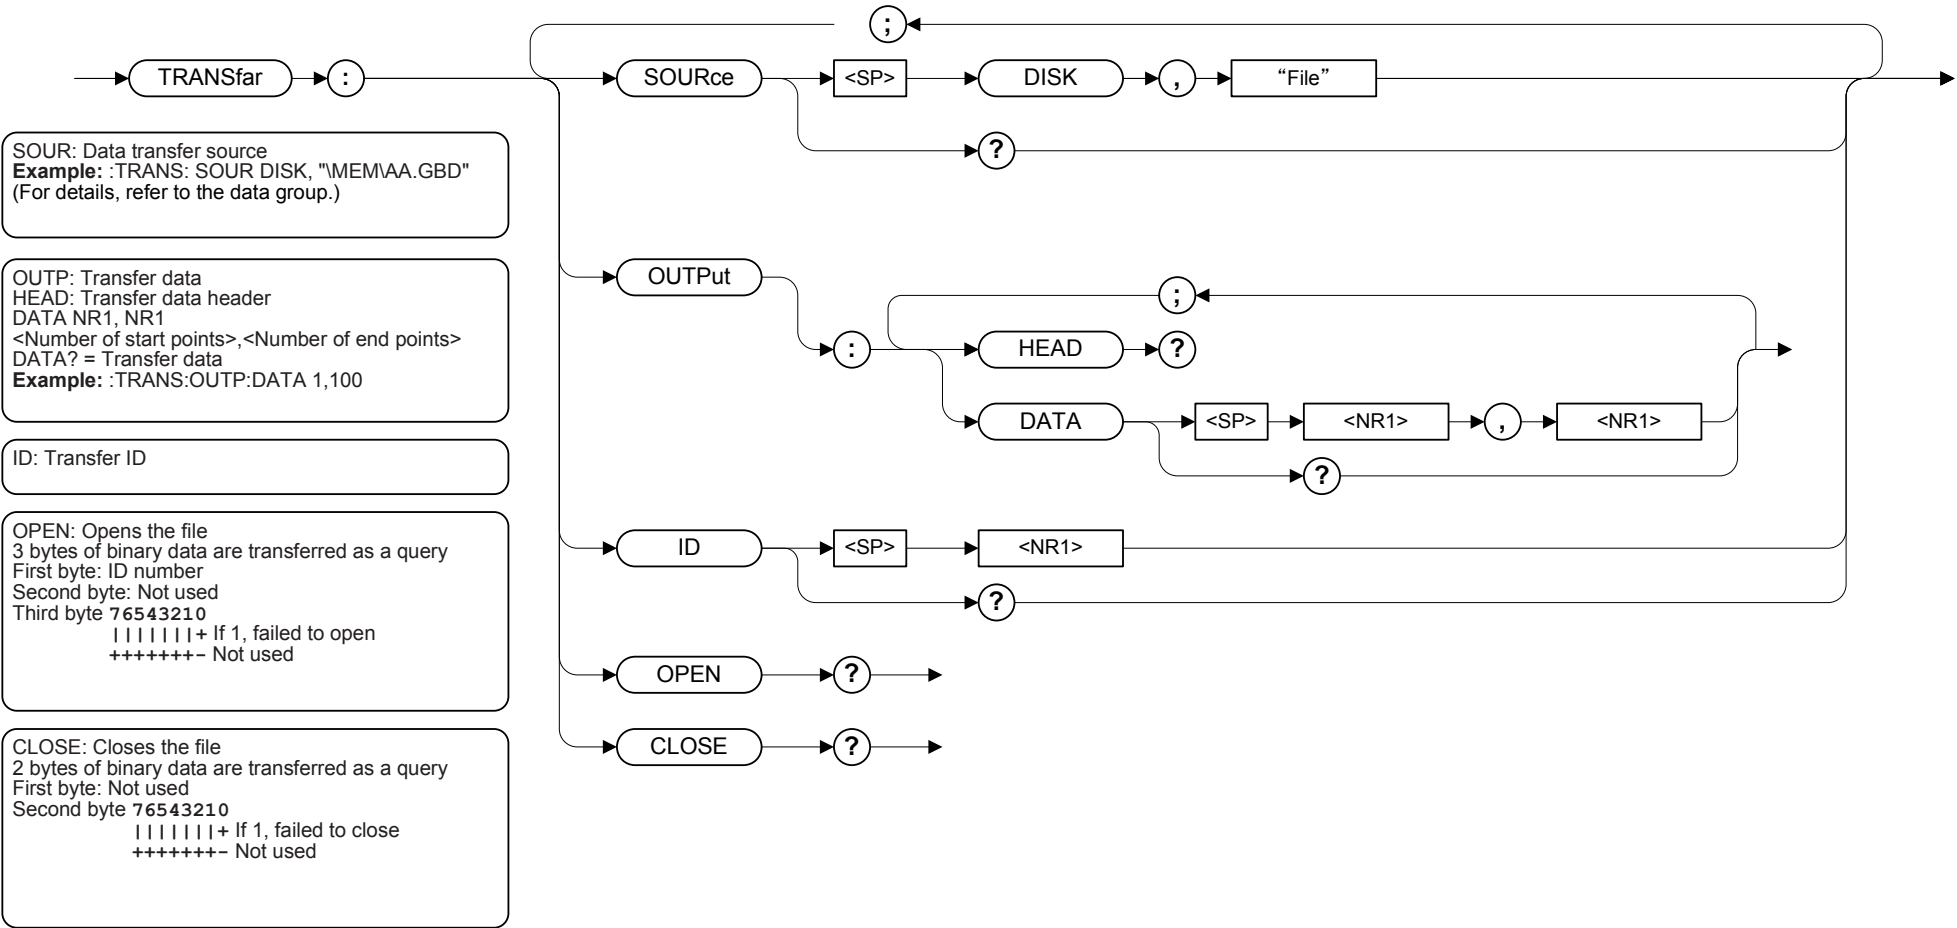 ;
TRANSfar : SOURce <SP> DISK , “File”
?
SOUR: Data transfer source
Example: :TRANS: SOUR DISK, "\MEM\AA.GBD"
(For details, refer to the data group.)
OUTPut
;
: HEAD ?
DATA <SP> <NR1> , <NR1>
?
OUTP: Transfer data
HEAD: Transfer data header
DATA NR1, NR1
<Number of start points>,<Number of end points>
DATA? = Transfer data
Example: :TRANS:OUTP:DATA 1,100
ID: Transfer ID
ID <SP> <NR1>
?
OPEN: Opens the file
3 bytes of binary data are transferred as a query
First byte: ID number
Second byte: Not used
Third byte 76543210
|||||||+ If 1, failed to open
+++++++- Not used
OPEN ?
CLOSE ?
CLOSE: Closes the file
2 bytes of binary data are transferred as a query
First byte: Not used
Second byte 76543210
|||||||+ If 1, failed to close
+++++++- Not used